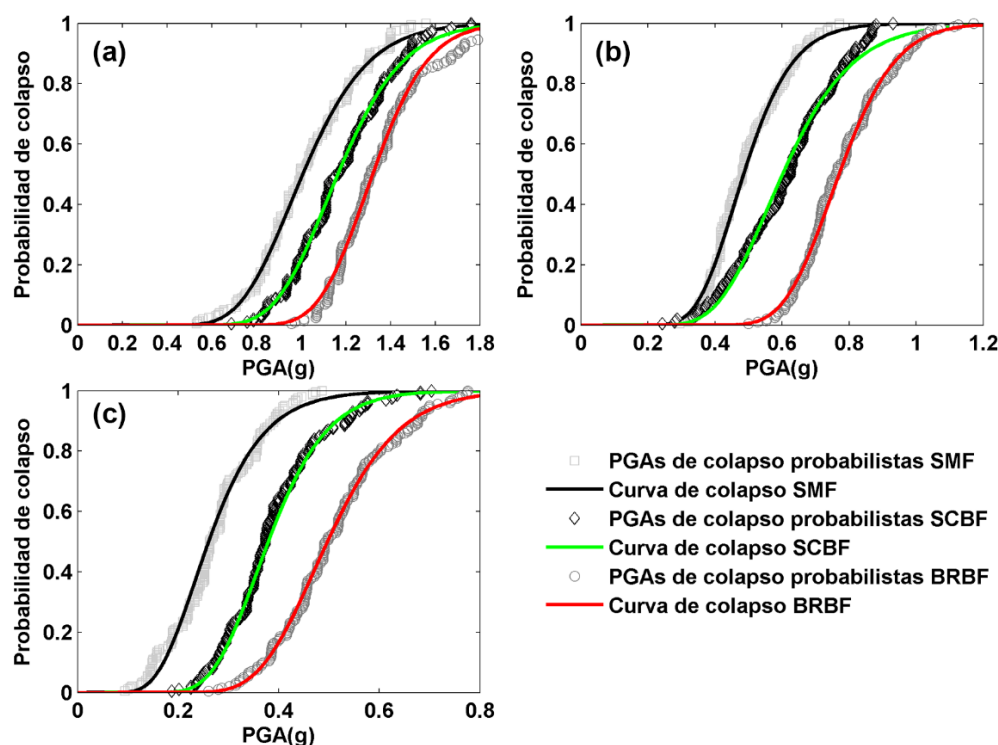 (a)
Probabilidad de colapso
1
0.8
0.6
0.4
0.2
0
0 0.2 0.4 0.6 0.8 1 1.2 1.4 1.6 1.8
PGA(g)
(b)
Probabilidad de colapso
1
0.8
0.6
0.4
0.2
0
0 0.2 0.4 0.6 0.8 1 1.2
PGA(g)
(c)
Probabilidad de colapso
1
0.8
0.6
0.4
0.2
0
0 0.2 0.4 0.6 0.8
PGA(g)
PGAs de colapso probabilistas SMF
Curva de colapso SMF
PGAs de colapso probabilistas SCBF
Curva de colapso SCBF
PGAs de colapso probabilistas BRBF
Curva de colapso BRBF